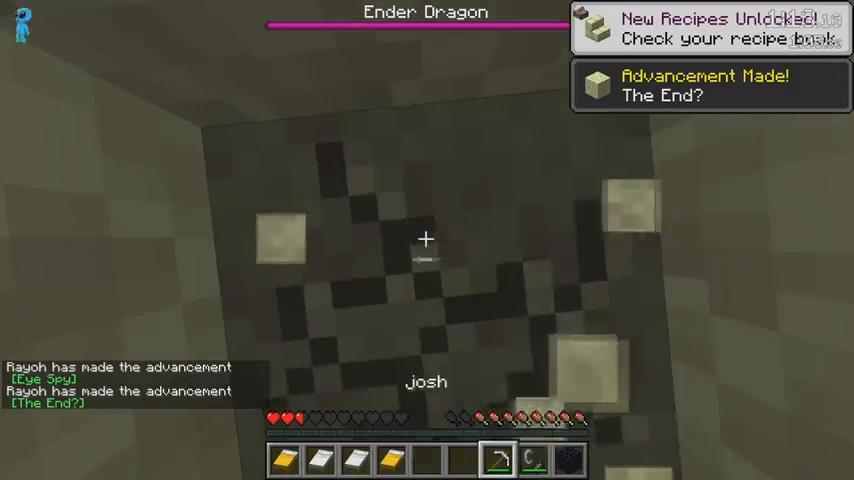 Ender Dragon
New Recipes Unlocked!
Check your recipe book
Advancement Made!
The End?
Rayoh has made the advancement
[Eye Spy]
Rayoh has made the advancement
[The End?]
josh